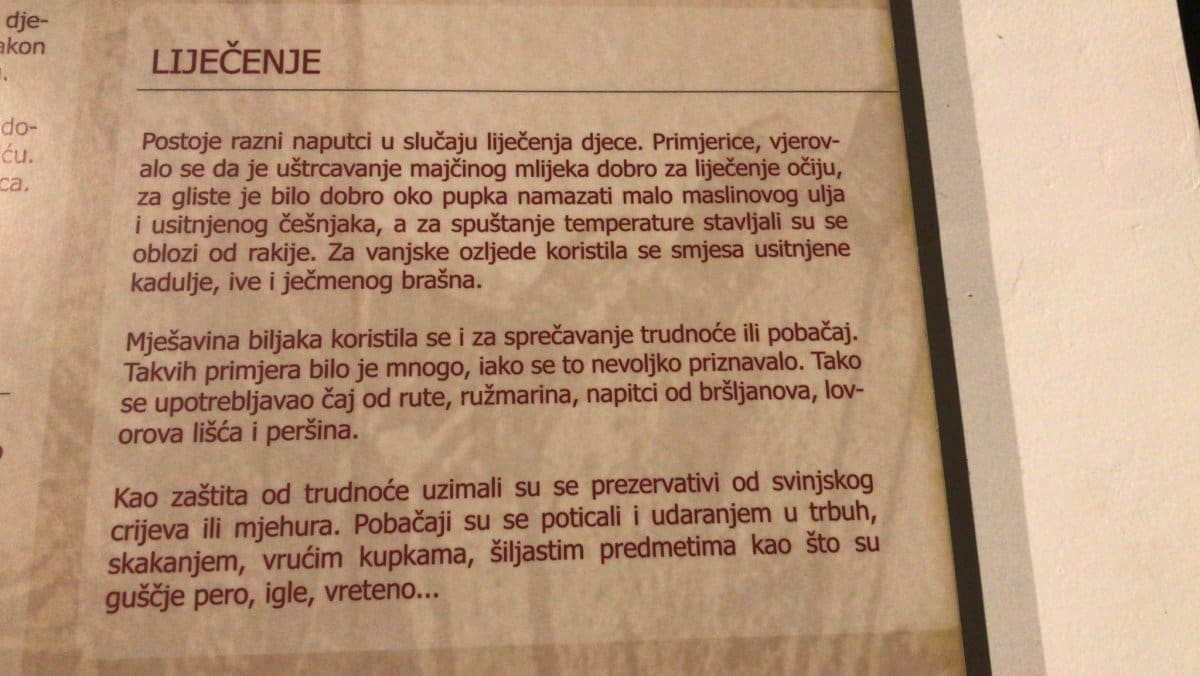 dje-
akon
do-
ću.
ca.
LIJEČENJE
Postoje razni naputci u slučaju liječenja djece. Primjerice, vjerov-
alo se da je uštrcavanje majčinog mlijeka dobro za liječenje očiju,
za gliste je bilo dobro oko pupka namazati malo maslinovog ulja
i usitnjenog češnjaka, a za spuštanje temperature stavljali su se
oblozi od rakije. Za vanjske ozljede koristila se smjesa usitnjene
kadulje, ive i ječmenog brašna.
Mješavina biljaka koristila se i za sprečavanje trudnoće ili pobačaj.
Takvih primjera bilo je mnogo, iako se to nevoljko priznavalo. Tako
se upotrebljavao čaj od rute, ružmarina, napitci od bršljanova, lov-
orova lišća i peršina.
Kao zaštita od trudnoće uzimali su se prezervativi od svinjskog
crijeva ili mjehura. Pobačaji su se poticali i udaranjem u trbuh,
skakanjem, vrućim kupkama, šiljastim predmetima kao što su
guščje pero, igle, vreteno...